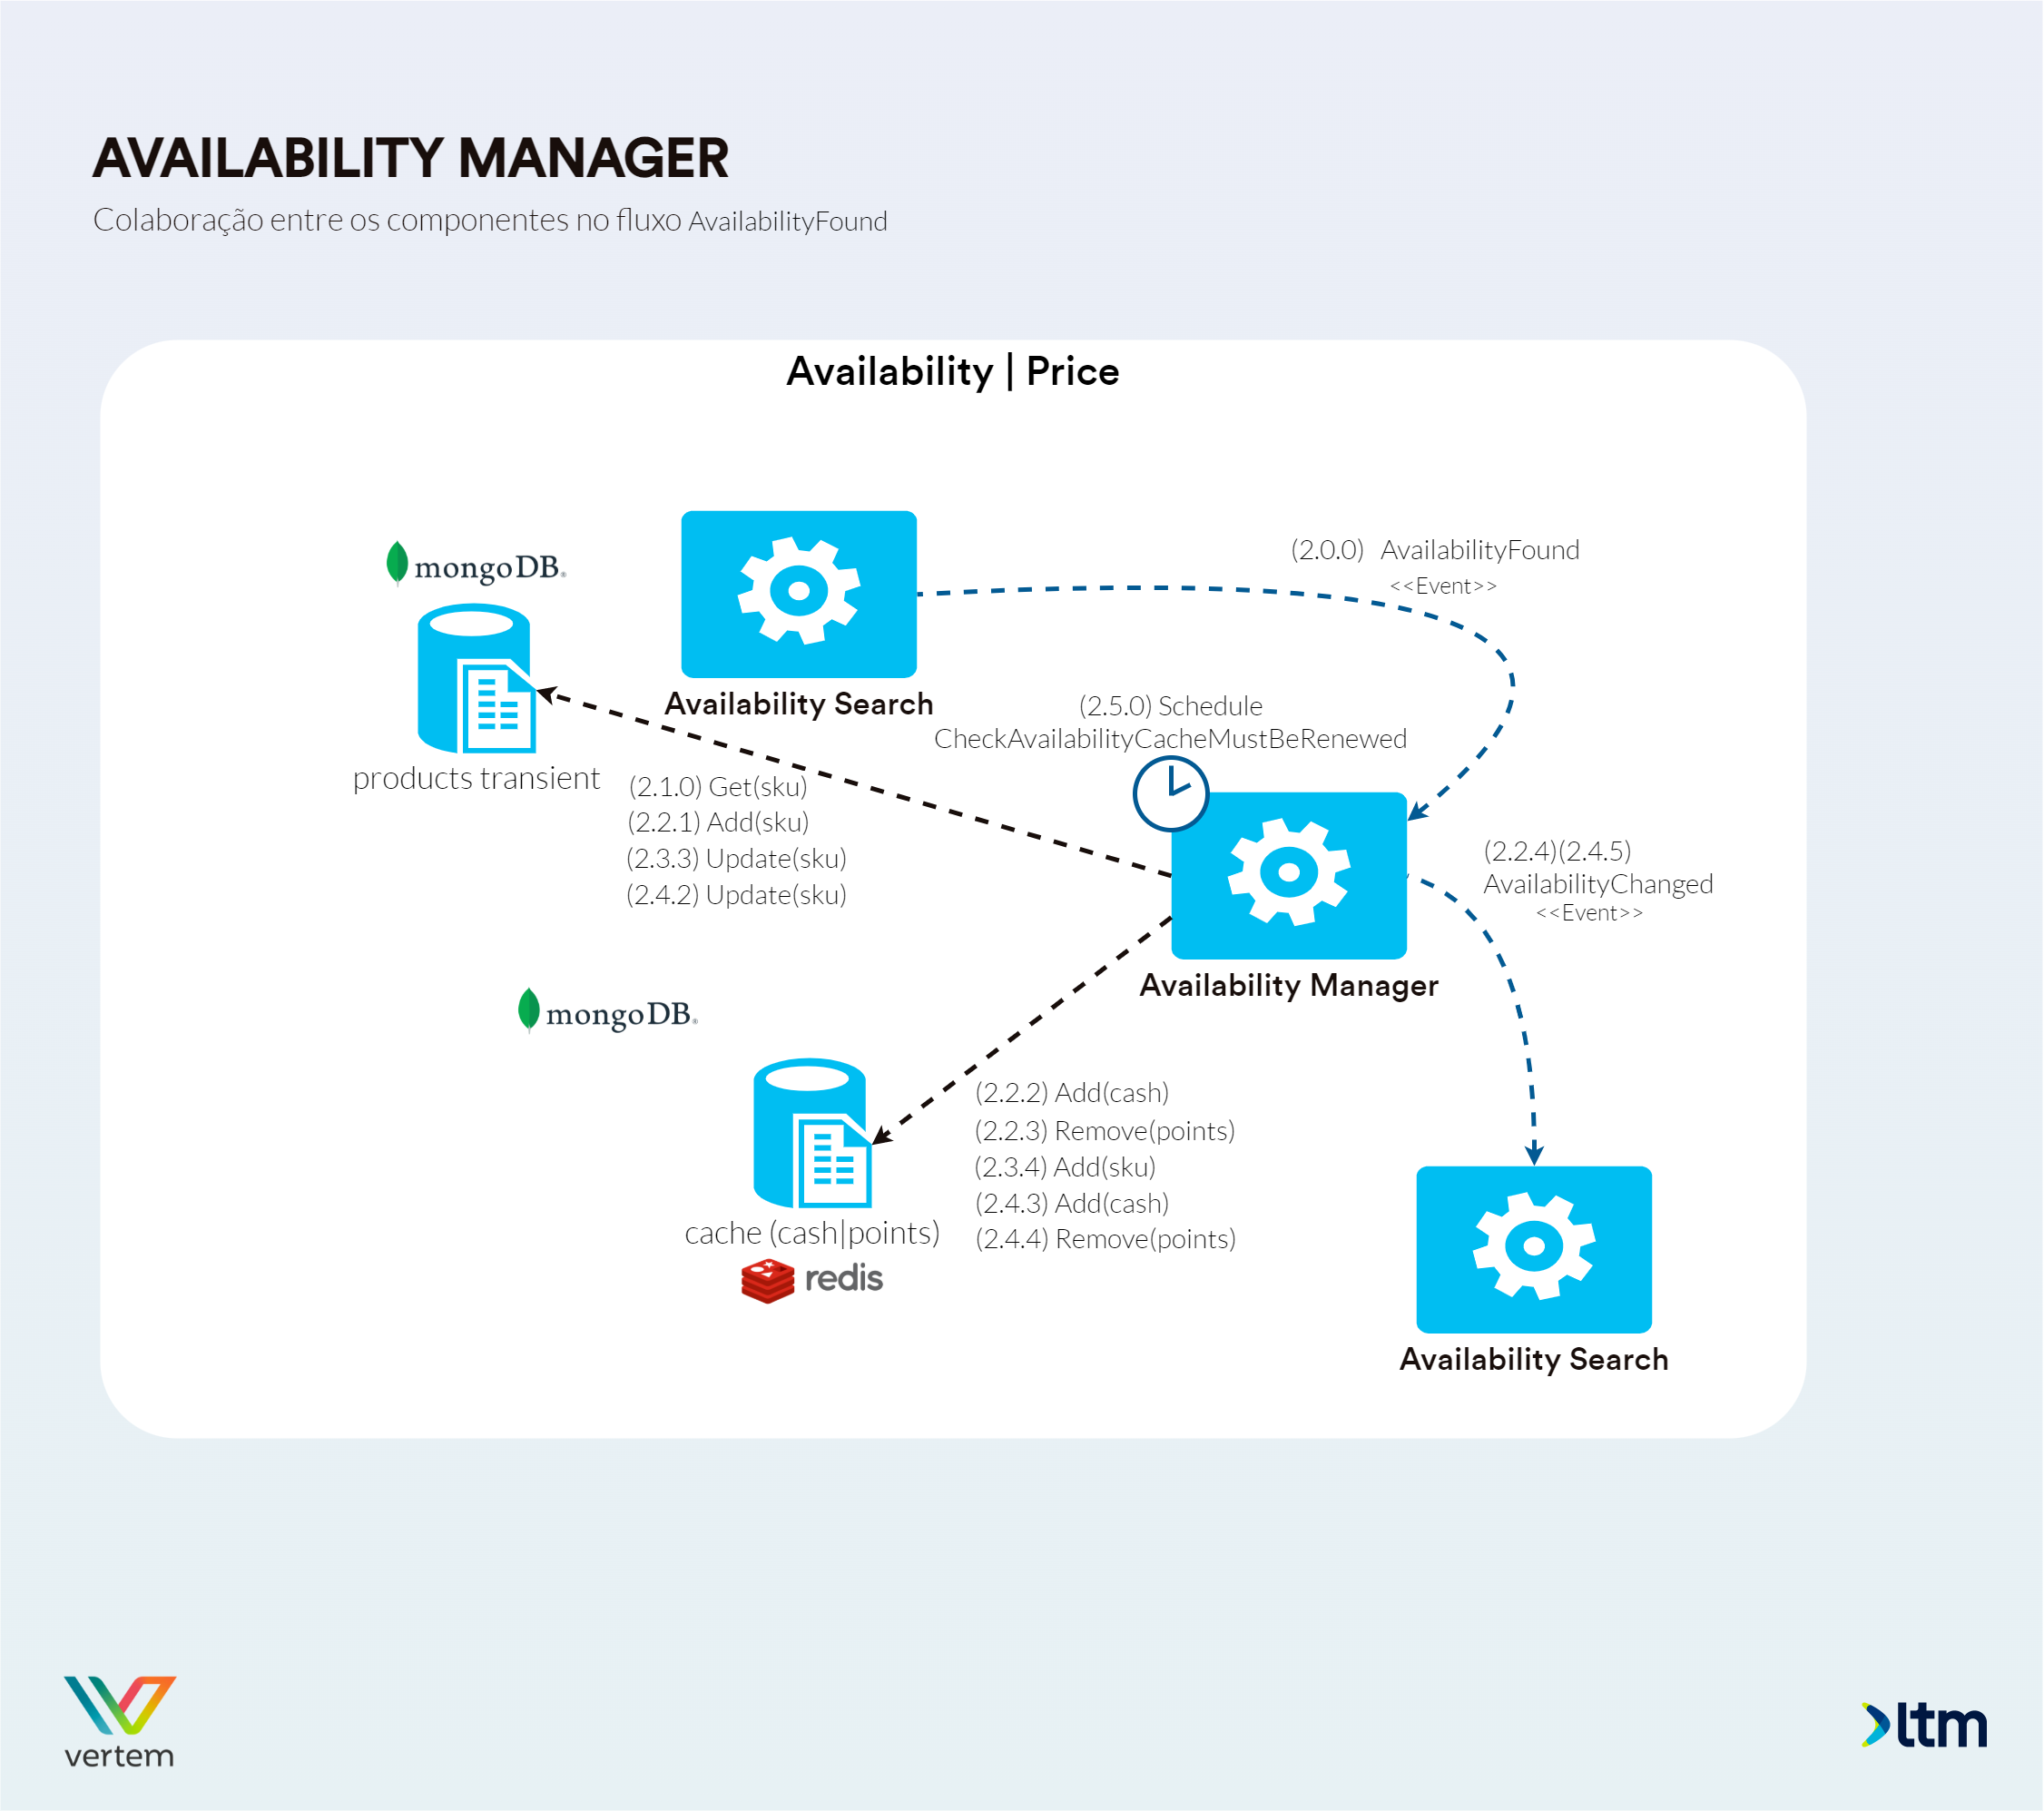 AVAILABILITY MANAGER
Colaboração entre os componentes no fluxo AvailabilityFound
Availability | Price
mongoDB®
products transient
Availability Search
(2.0.0) AvailabilityFound
<<Event>>
(2.5.0) Schedule
CheckAvailabilityCacheMustBeRenewed
(2.1.0) Get(sku)
(2.2.1) Add(sku)
(2.3.3) Update(sku)
(2.4.2) Update(sku)
Availability Manager
(2.2.4)(2.4.5)
AvailabilityChanged
<<Event>>
mongoDB®
cache (cash|points)
redis
(2.2.2) Add(cash)
(2.2.3) Remove(points)
(2.3.4) Add(sku)
(2.4.3) Add(cash)
(2.4.4) Remove(points)
Availability Search
vertem
ltm